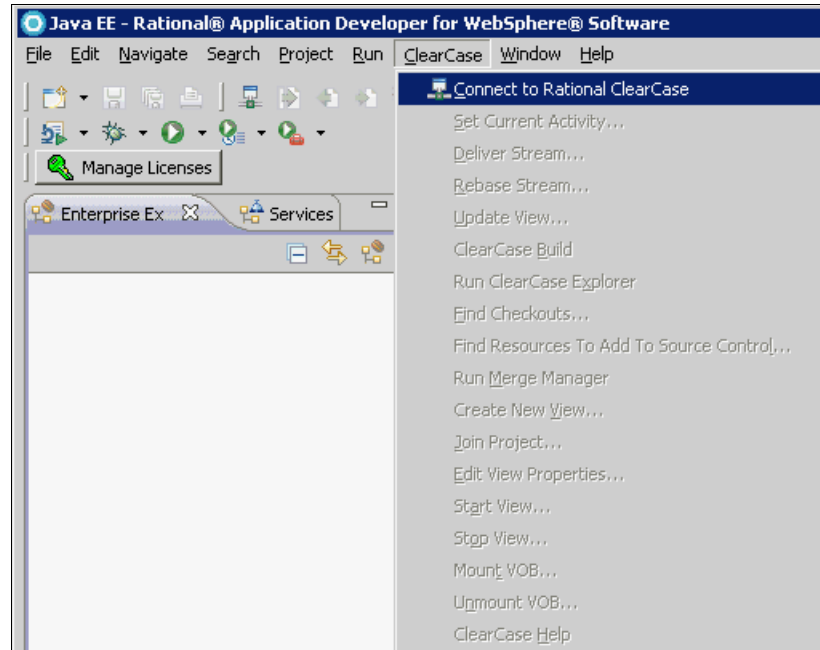 Java EE - Rational® Application Developer for WebSphere® Software
File Edit Navigate Search Project Run ClearCase Window Help
Connect to Rational ClearCase
Set Current Activity...
Deliver Stream...
Manage Licenses
Rebase Stream...
Enterprise Ex Services
Update View...
ClearCase Build
Run ClearCase Explorer
Find Checkouts...
Find Resources To Add To Source Control...
Run Merge Manager
Create New View...
Join Project...
Edit View Properties...
Start View...
Stop View...
Mount VOB...
Unmount VOB...
ClearCase Help